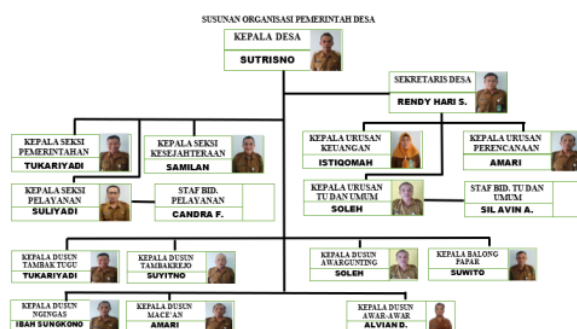 SUSUNAN ORGANISASI PEMERINTAH DESA
KEPALA DESA
SUTRISNO
SEKRETARIS DESA
RENDY HARI S.
KEPALA SEKSI
PEMERINTAHAN
TUKARIYADI
KEPALA SEKSI
KESEJAHTERAAN
SAMILAN
KEPALA URUSAN
KEUANGAN
ISTIQOMAH
KEPALA URUSAN
PERENCANAAN
AMARI
KEPALA SEKSI
PELAYANAN
SULIYADI
STAF BID.
PELAYANAN
CANDRA F.
KEPALA URUSAN
TU DAN UMUM
SOLEH
STAF BID. TU DAN
UMUM
SIL AVIN A.
KEPALA DUSUN
TAMBAK TUGU
TUKARIYADI
KEPALA DUSUN
TAMBAKREJO
SUYITNO
KEPALA DUSUN
AWARGUNTING
SOLEH
KEPALA BALONG
PAPAR
SUWITO
KEPALA DUSUN
NGINGAS
IBAH SUNGKONO
KEPALA DUSUN
MACE'AN
AMARI
KEPALA DUSUN
AWAR-AWAR
ALVIAN D.